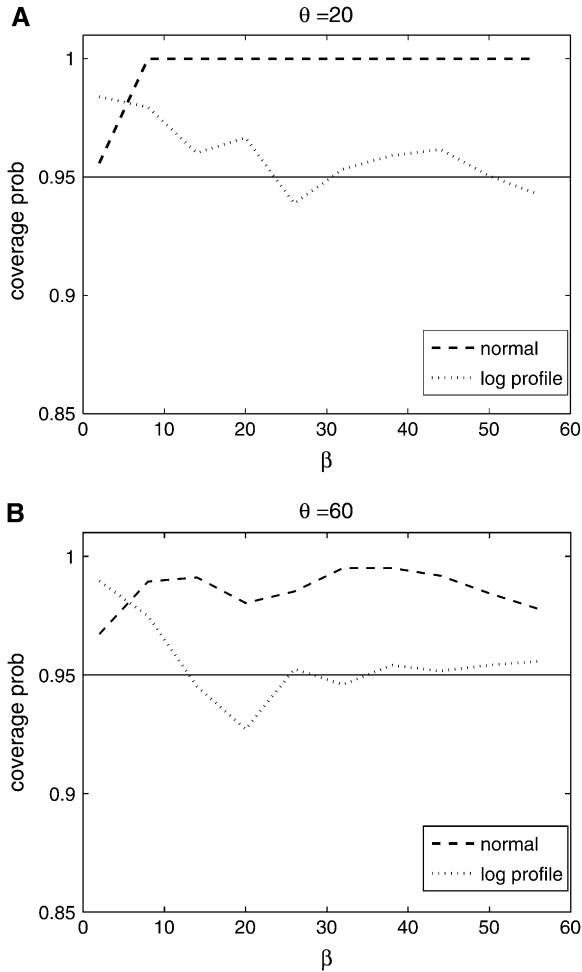 A
θ =20
1
0.95
0.9
0.85
coverage prob
normal
log profile
0 10 20 30 40 50 60
β
B
θ =60
1
0.95
0.9
0.85
coverage prob
normal
log profile
0 10 20 30 40 50 60
β